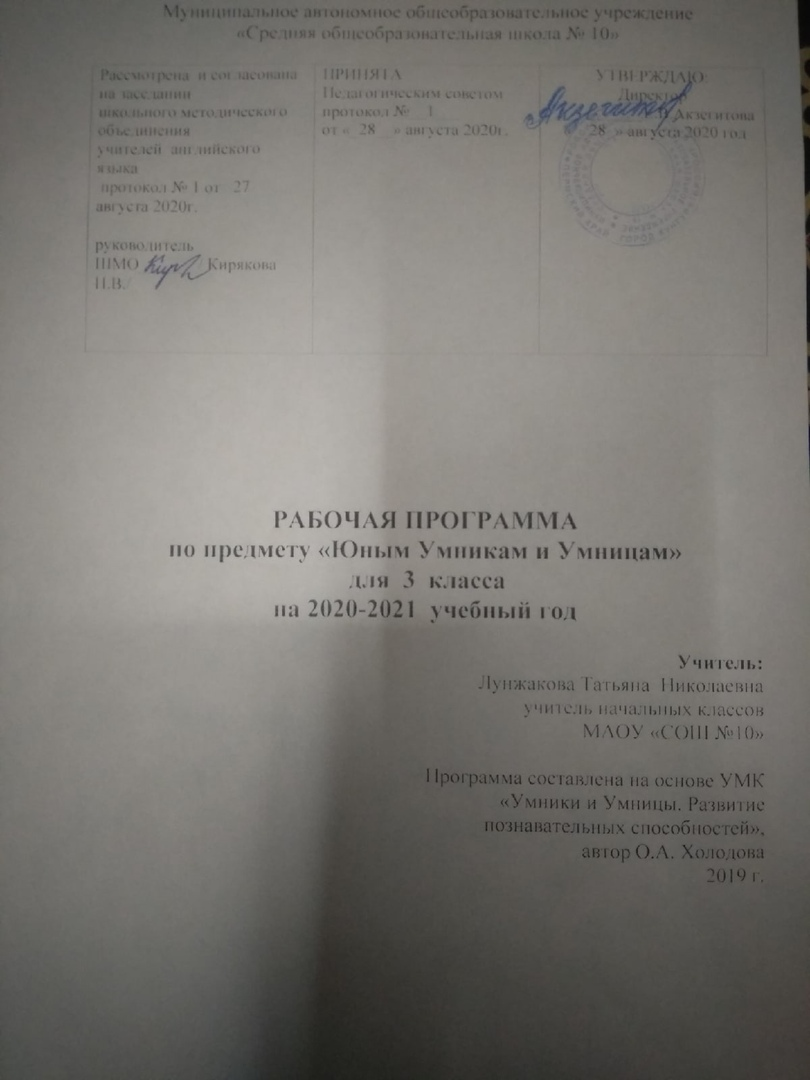 Муниципальное автономное общеобразовательное учреждение
«Средняя общеобразовательная школа № 10»
Рассмотрена и согласована
на заседании
школьного методического
объединения
учителей английского
языка
протокол № 1 от 27
августа 2020г.
руководитель
ШМО Кирякова
Н.В./
ПРИНЯТА
Педагогическим советом
протокол № 1
от « 28 » августа 2020г.
УТВЕРЖДАЮ:
Директор
Акзегитова
« 28 » августа 2020 год
РАБОЧАЯ ПРОГРАММА
по предмету «Юным Умникам и Умницам»
для 3 класса
на 2020-2021 учебный год
Учитель:
Лунжакова Татьяна Николаевна
учитель начальных классов
МАОУ «СОШ №10»
Программа составлена на основе УМК
«Умники и Умницы. Развитие
познавательных способностей»,
автор О.А. Холодова
2019 г.